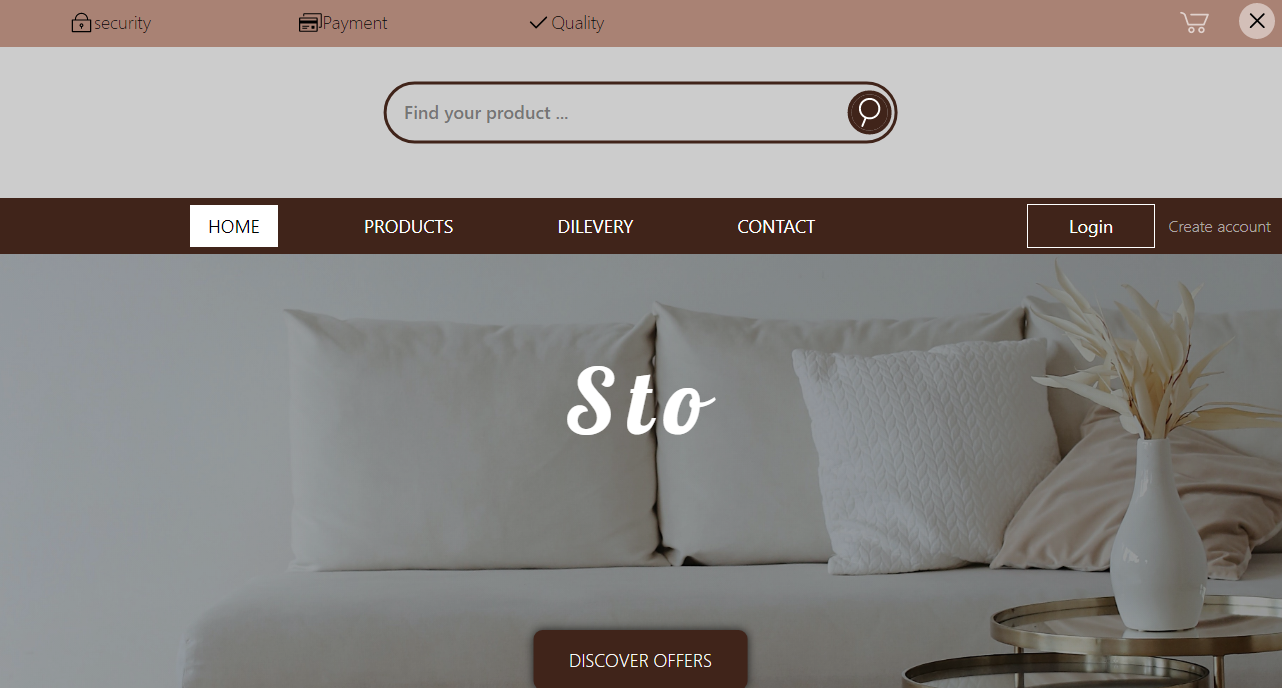 security
Payment
Quality
Find your product ...
HOME
PRODUCTS
DILEVERY
CONTACT
Login
Create account
Sto
DISCOVER OFFERS